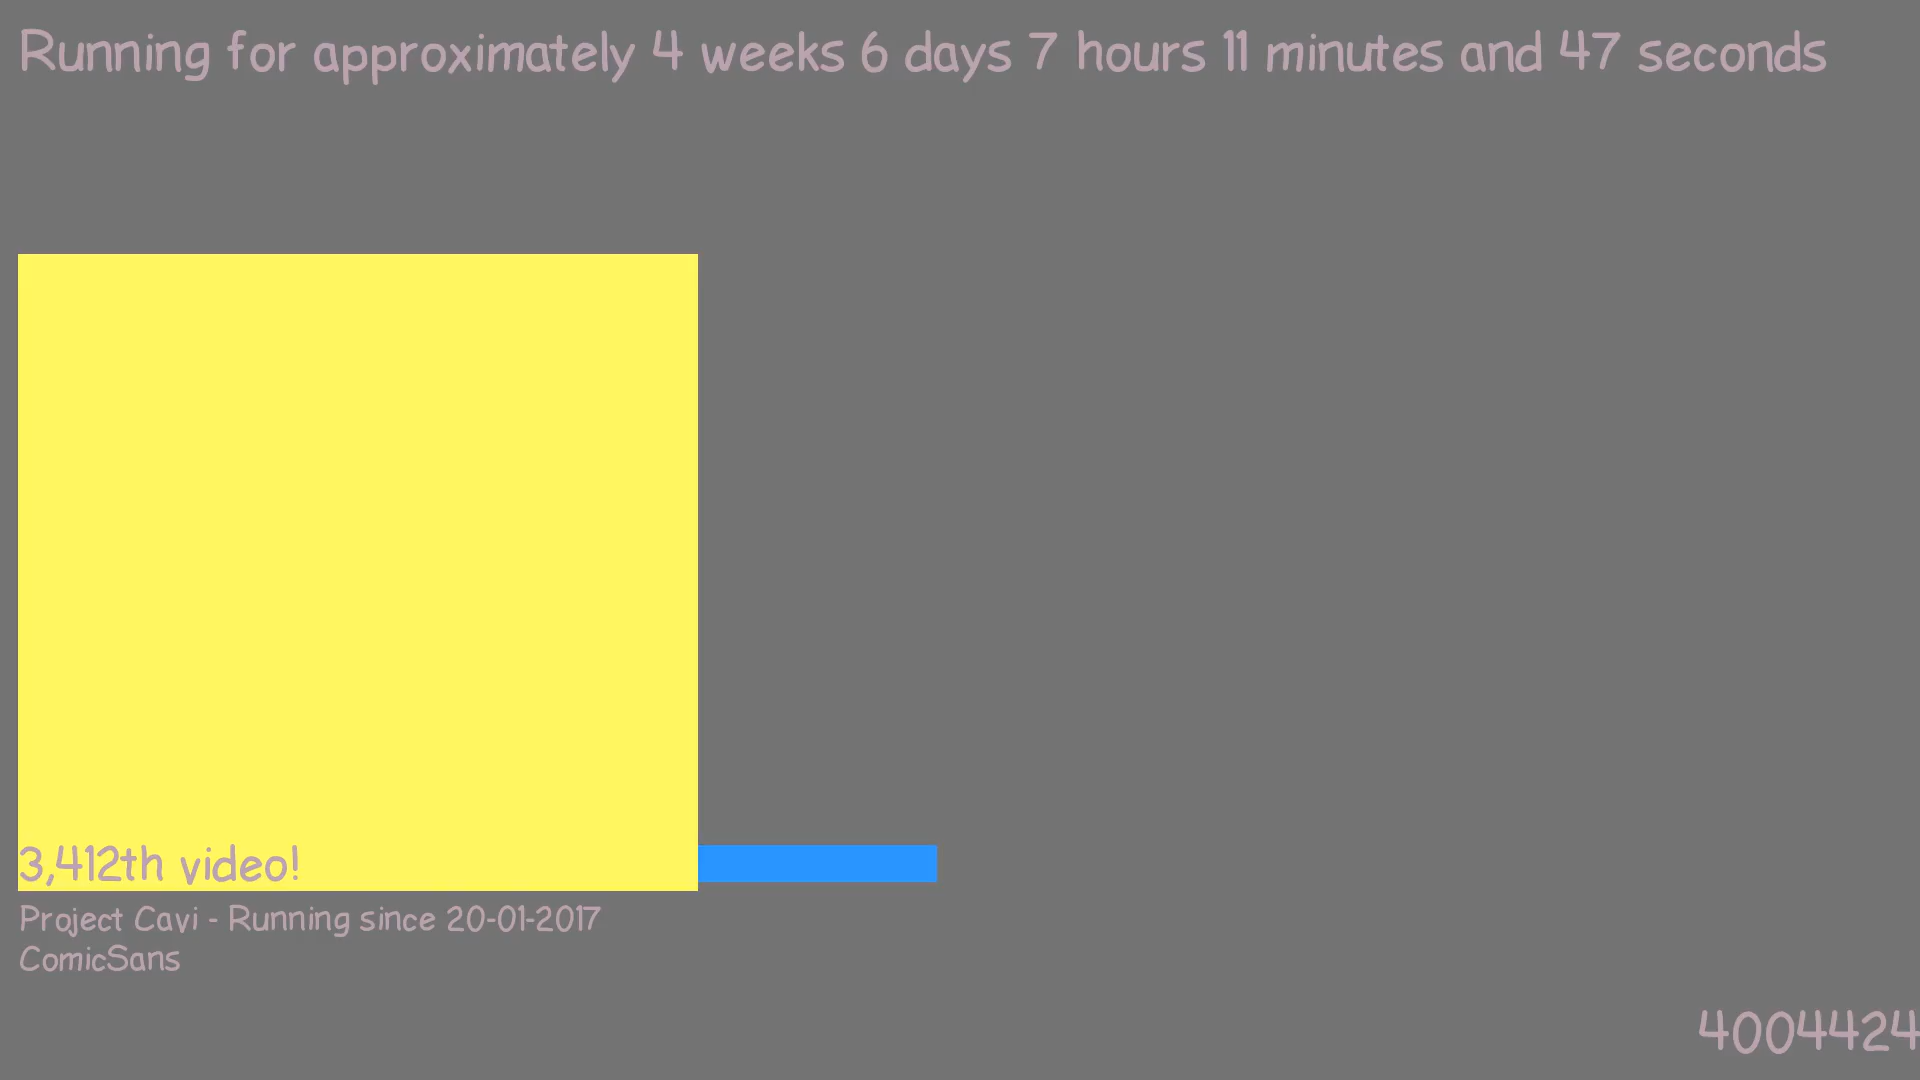 Running for approximately 4 weeks 6 days 7 hours 11 minutes and 47 seconds
3,412th video!
Project Cavi - Running since 20-01-2017
ComicSans
4004424